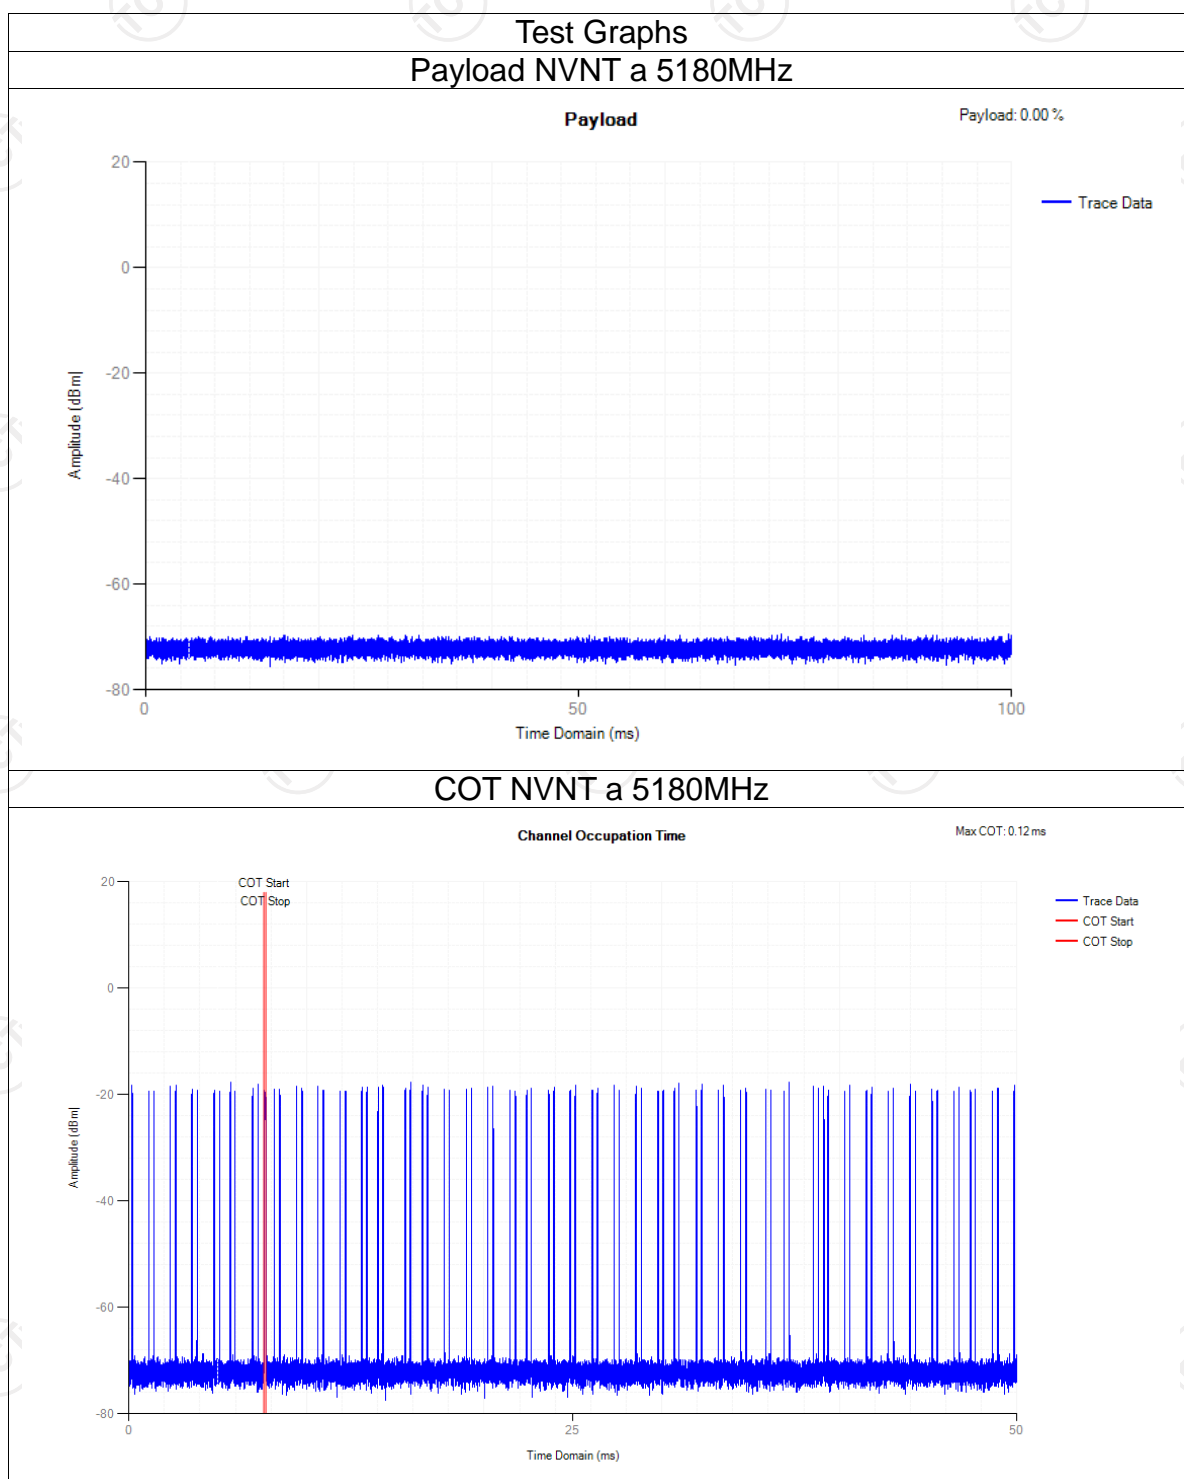 Test Graphs
Payload NVNT a 5180MHz
Payload
Payload: 0.00 %
20
0
-20
-40
-60
-80
Amplitude (dBm)
0
50
100
Time Domain (ms)
Trace Data
COT NVNT a 5180MHz
Channel Occupation Time
Max COT: 0.12 ms
COT Start
COT Stop
20
0
-20
-40
-60
-80
Amplitude (dBm)
0
25
50
Time Domain (ms)
Trace Data
COT Start
COT Stop